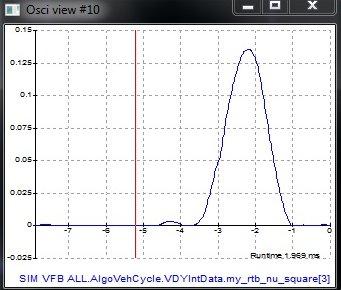 Osci view #10
0.15
0.125
0.1
0.075
0.05
0.025
0
-0.025
-7 -6 -5 -4 -3 -2 -1 0
Runtime 1.969 ms
SIM VFB ALL.AlgoVehCycle.VDYIntData.my_rtb_nu_square[3]